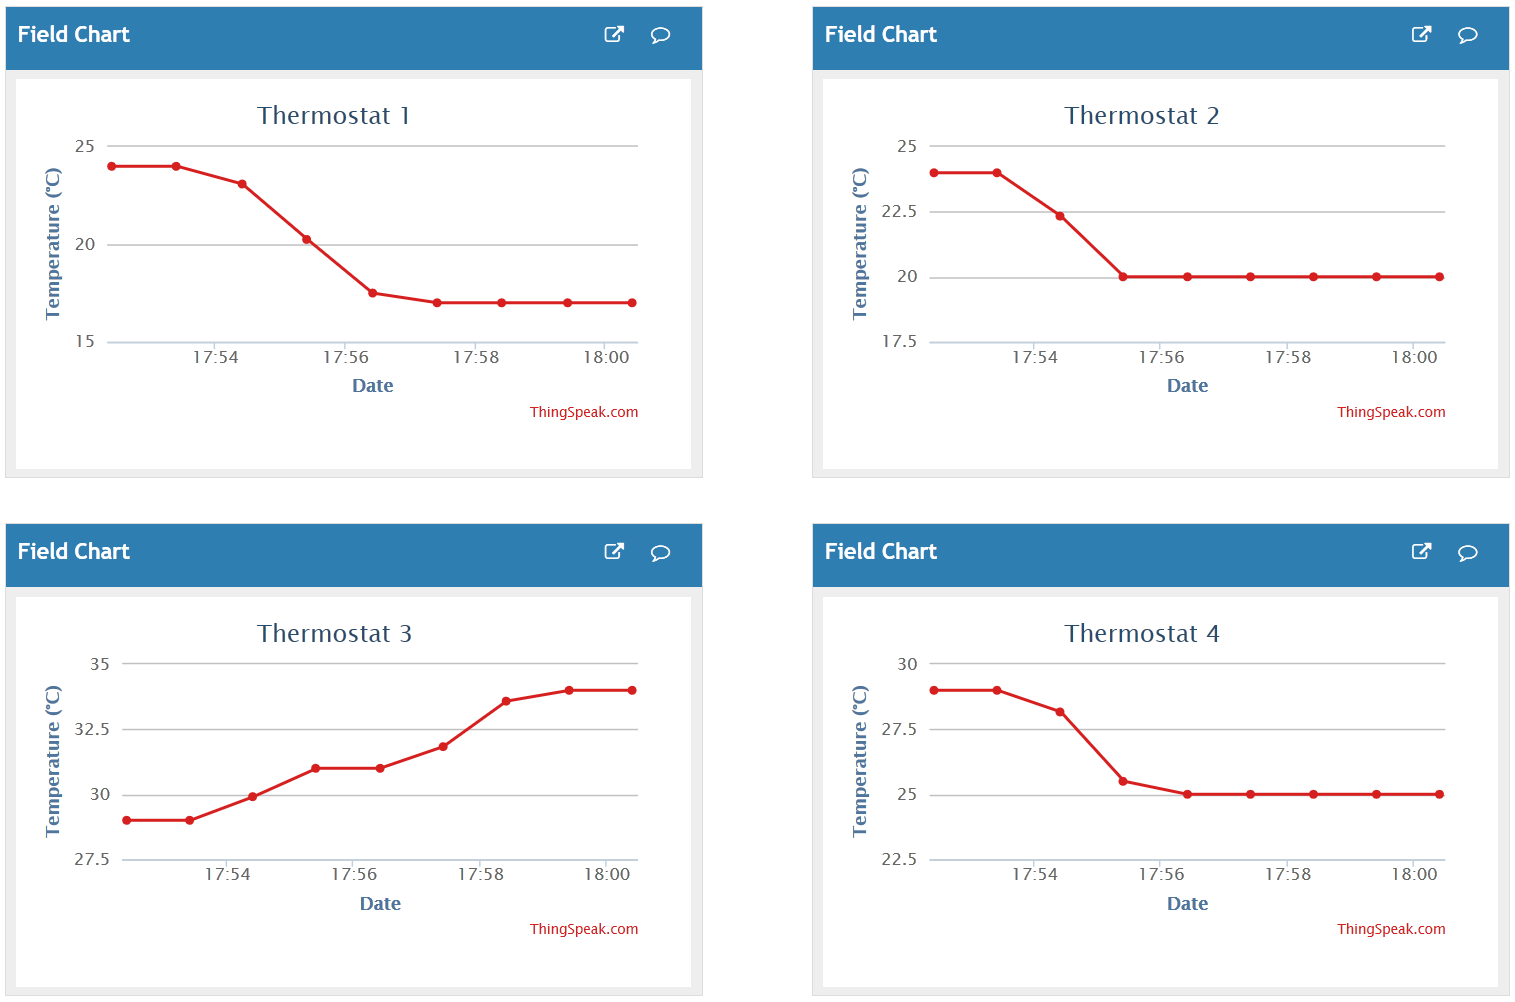 Field Chart
Thermostat 1
25
20
15
Temperature (°C)
17:54 17:56 17:58 18:00
Date
ThingSpeak.com
Field Chart
Thermostat 2
25
22.5
20
17.5
Temperature (°C)
17:54 17:56 17:58 18:00
Date
ThingSpeak.com
Field Chart
Thermostat 3
35
32.5
30
27.5
Temperature (°C)
17:54 17:56 17:58 18:00
Date
ThingSpeak.com
Field Chart
Thermostat 4
30
27.5
25
22.5
Temperature (°C)
17:54 17:56 17:58 18:00
Date
ThingSpeak.com